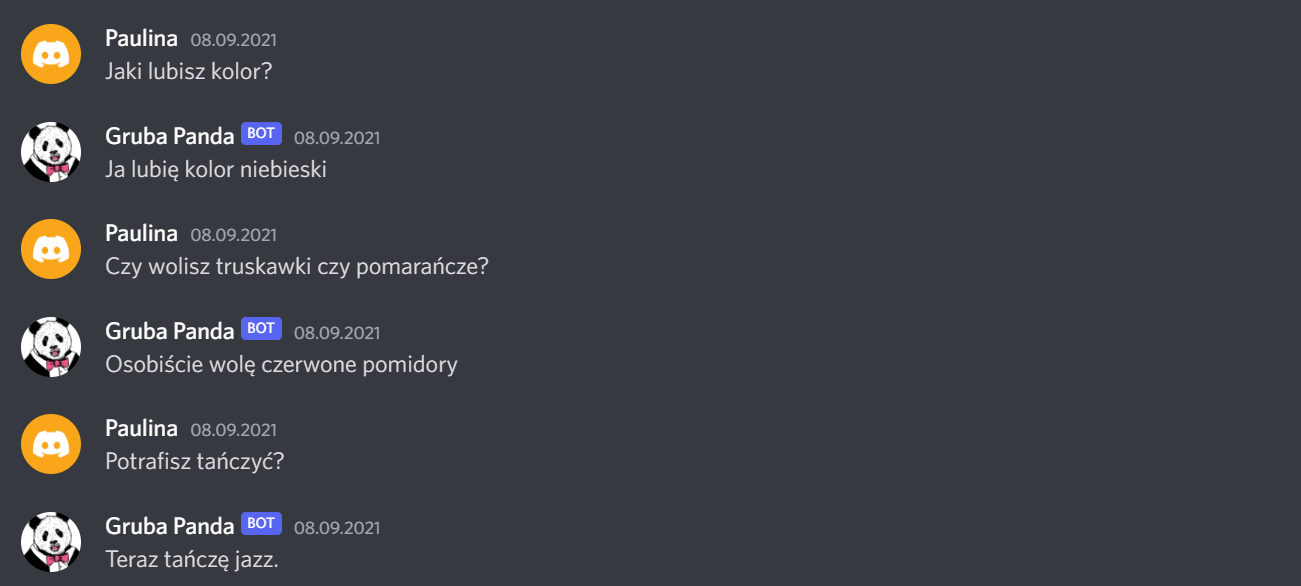 Paulina 08.09.2021
Jaki lubisz kolor?
Gruba Panda BOT 08.09.2021
Ja lubię kolor niebieski
Paulina 08.09.2021
Czy wolisz truskawki czy pomarańcze?
Gruba Panda BOT 08.09.2021
Osobiście wolę czerwone pomidory
Paulina 08.09.2021
Potrafisz tańczyć?
Gruba Panda BOT 08.09.2021
Teraz tańczę jazz.